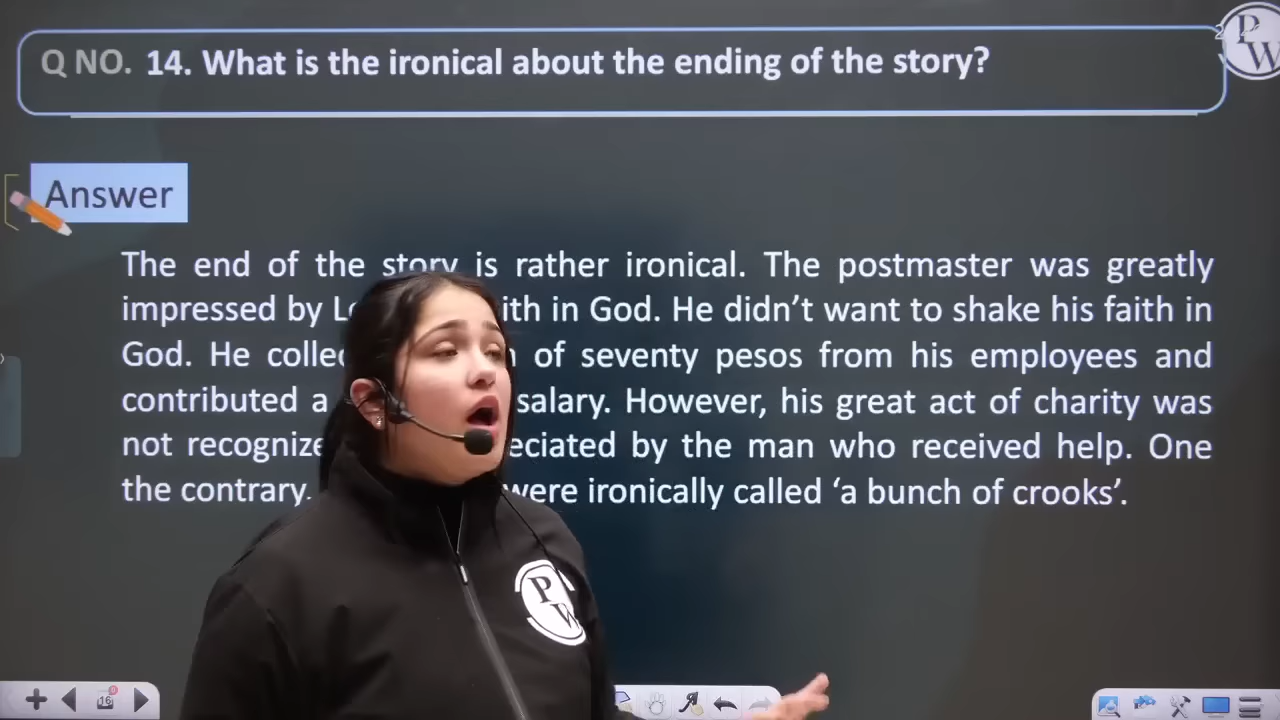 Q NO. 14. What is the ironical about the ending of the story?
P
W
Answer
The end of the story is rather ironical. The postmaster was greatly
impressed by in God. He didn't want to shake his faith in
God. He of seventy pesos from his employees and
contributed a salary. However, his great act of charity was
not by the man who received help. One
the contrary. were ironically called 'a bunch of crooks'.
P
W
16